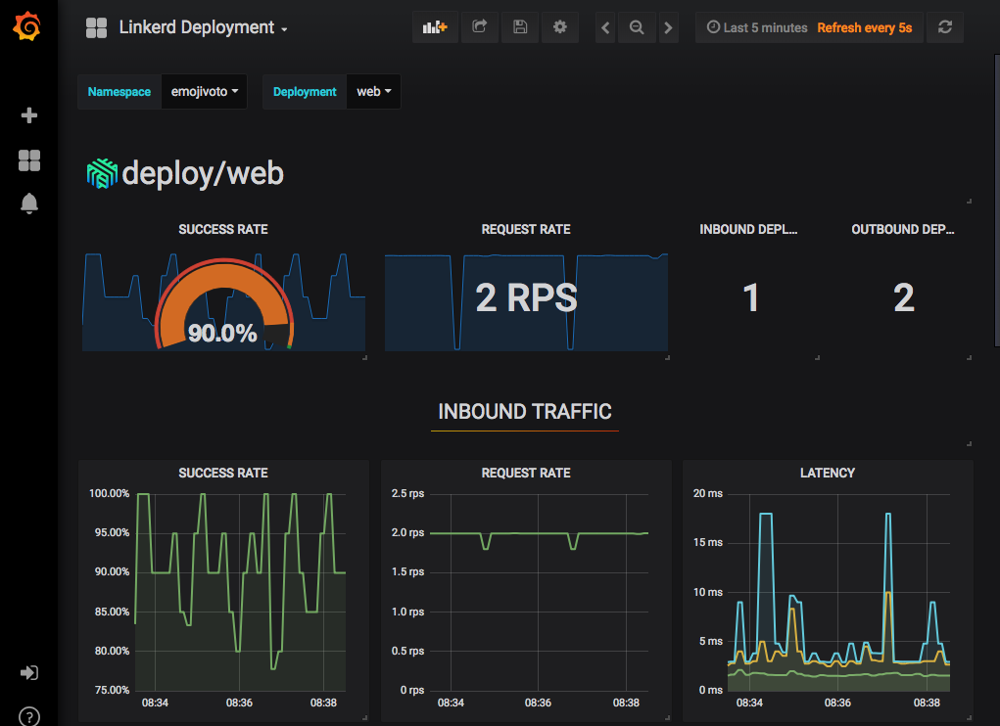 Linkerd Deployment
Last 5 minutes Refresh every 5s
Namespace emojivoto Deployment web
deploy/web
SUCCESS RATE REQUEST RATE INBOUND DEPL... OUTBOUND DEP...
90.0% 2 RPS 1 2
INBOUND TRAFFIC
SUCCESS RATE
100.00%
95.00%
90.00%
85.00%
80.00%
75.00%
08:34 08:36 08:38
REQUEST RATE
2.5 rps
2.0 rps
1.5 rps
1.0 rps
0.5 rps
0 rps
08:34 08:36 08:38
LATENCY
20 ms
15 ms
10 ms
5 ms
0 ms
08:34 08:36 08:38
?